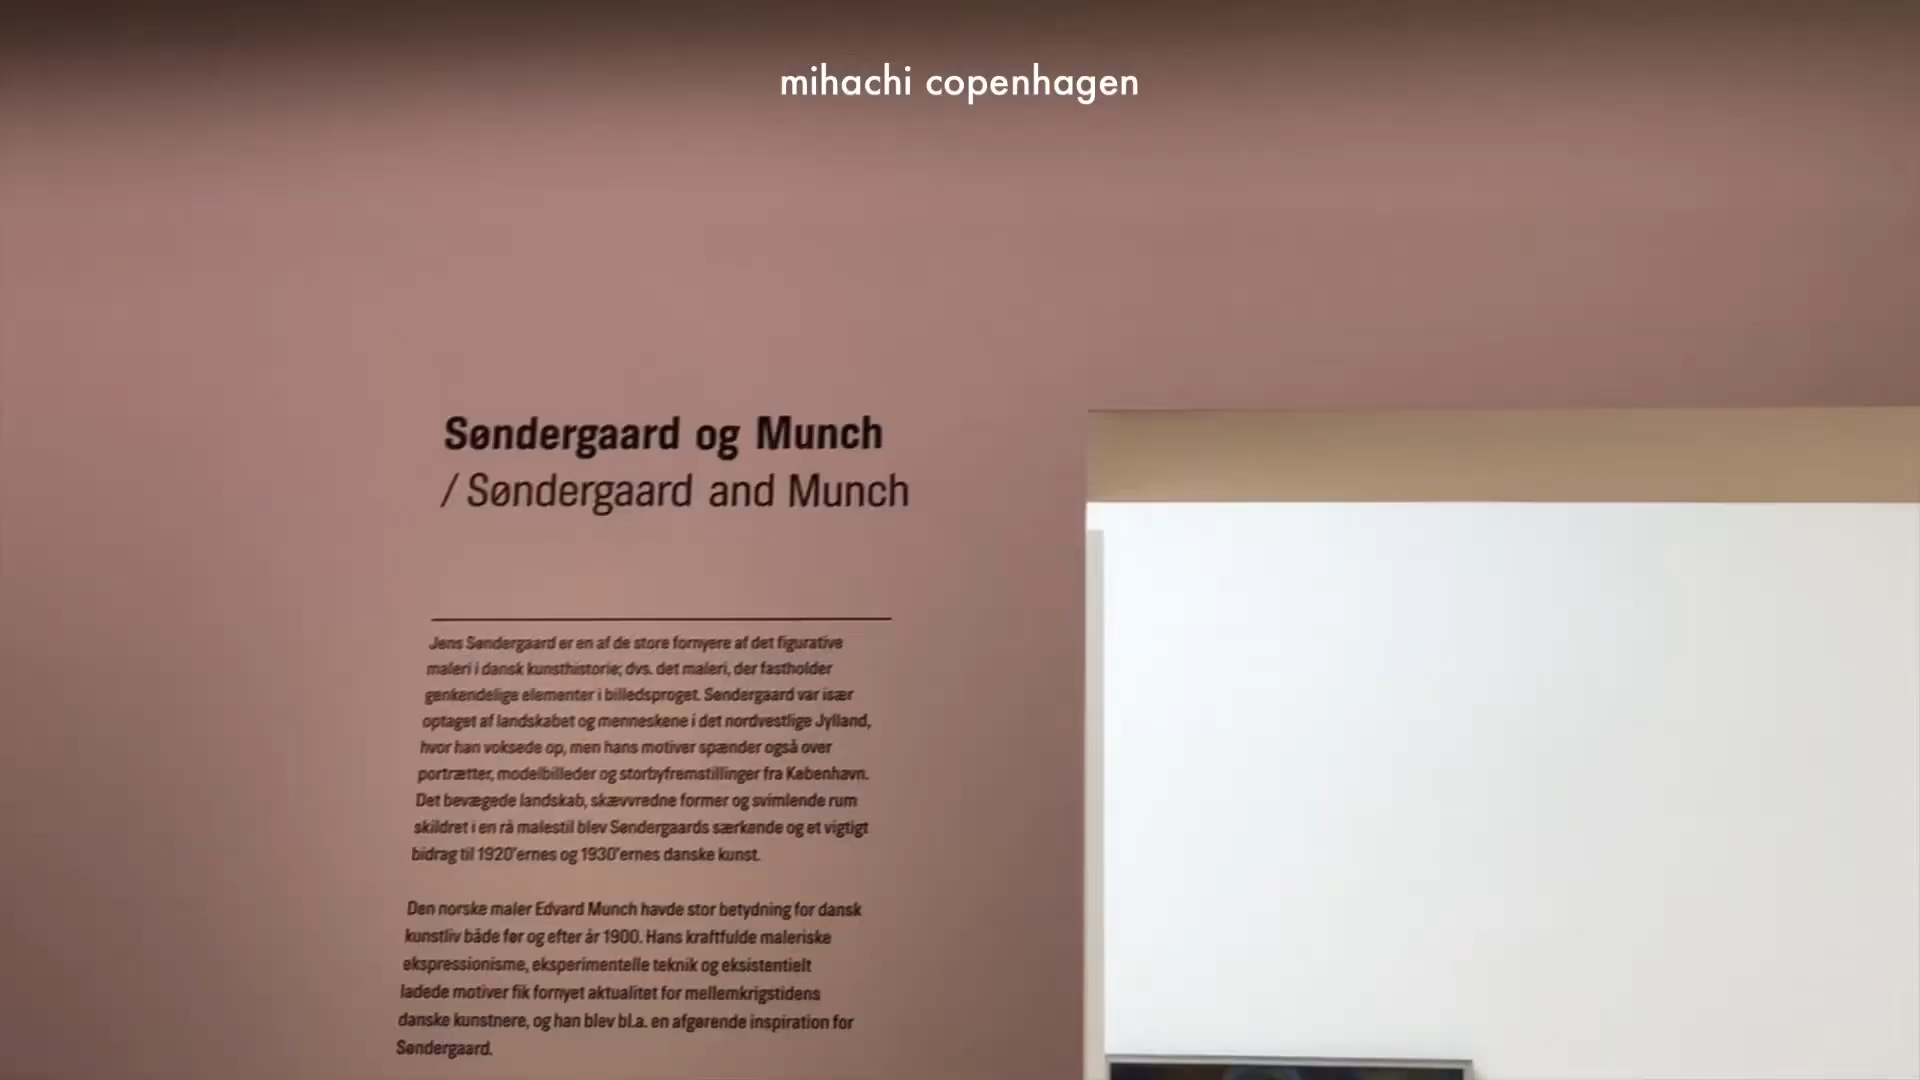 mihachi copenhagen
Søndergaard og Munch
/ Søndergaard and Munch
Jens Søndergaard er en af de store fornyere af det figurative
maleri i dansk kunsthistorie; dvs. det maleri, der fastholder
genkendelige elementer i billedsproget. Søndergaard var især
optaget af landskabet og menneskene i det nordvestlige Jylland,
hvor han voksede op, men hans motiver spænder også over
portrætter, modelbilleder og storbyfremstillinger fra København.
Det bevægede landskab, skævvredne former og svimlende rum
skildret i en rå malestil blev Søndergaards særkende og et vigtigt
bidrag til 1920'ernes og 1930'ernes danske kunst.
Den norske maler Edvard Munch havde stor betydning for dansk
kunstliv både før og efter år 1900. Hans kraftfulde maleriske
ekspressionisme, eksperimentelle teknik og eksistentielt
ladede motiver fik fornyet aktualitet for mellemkrigstidens
danske kunstnere, og han blev bl.a. en afgørende inspiration for
Søndergaard.